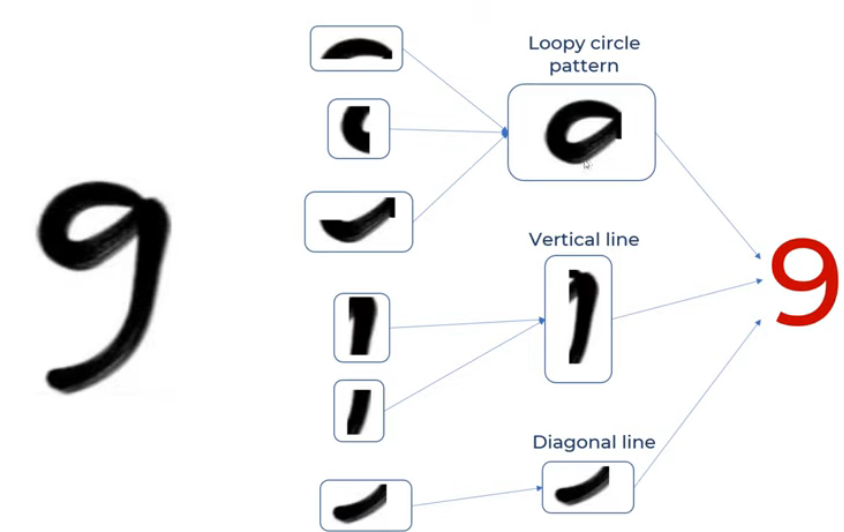 Loopy circle
pattern
9
Vertical line
9
Diagonal line